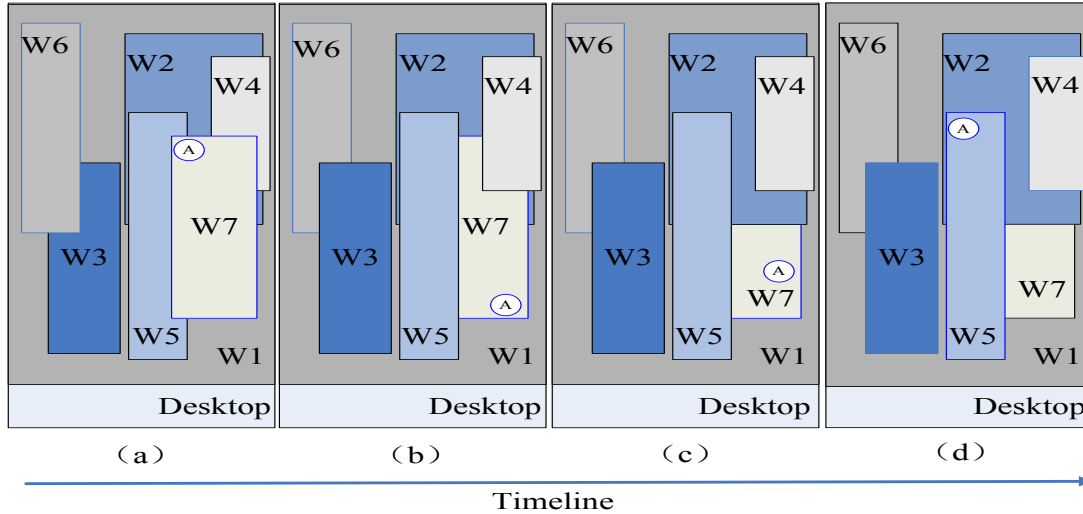 W6 W2 W4 A W7 W3 W5 W1 Desktop
W6 W2 W4 W7 W3 A W5 W1 Desktop
W6 W2 W4 W3 A W7 W5 W1 Desktop
W6 W2 W4 A W3 W7 W5 W1 Desktop
(a) (b) (c) (d)
Timeline